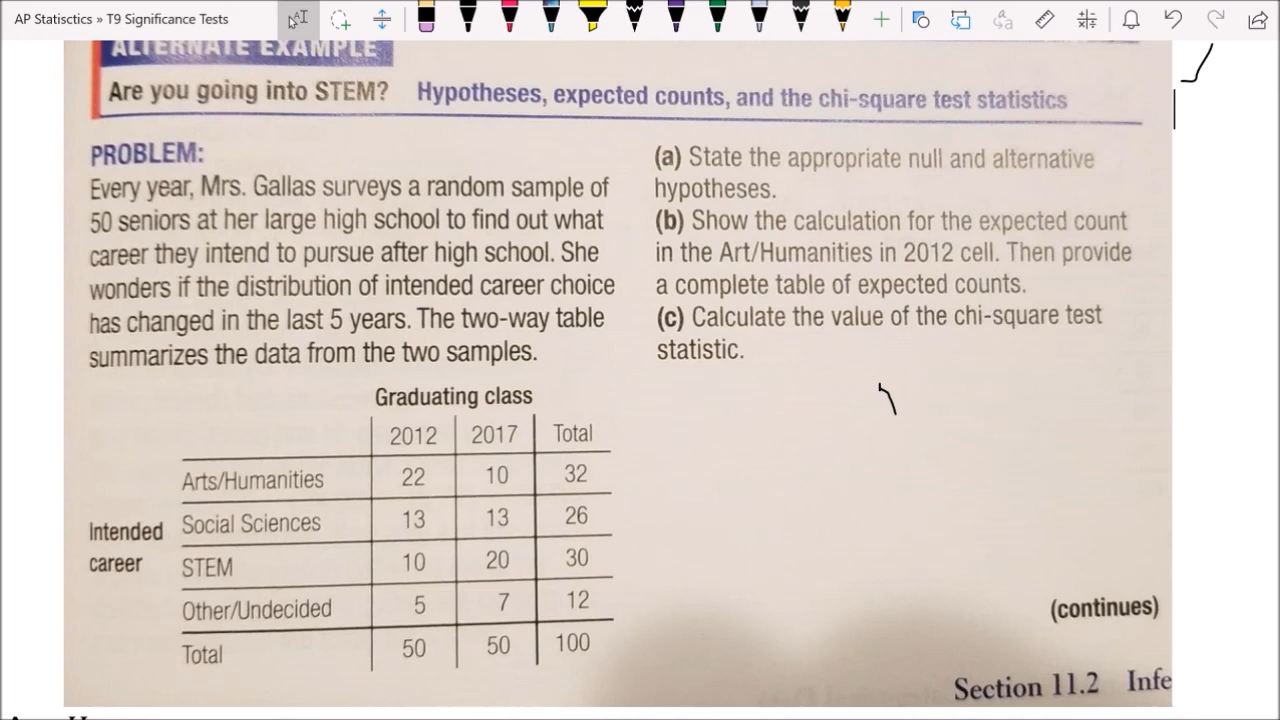 AP Statisctics » T9 Significance Tests
ALTERNATE EXAMPLE
Are you going into STEM? Hypotheses, expected counts, and the chi-square test statistics
PROBLEM:
Every year, Mrs. Gallas surveys a random sample of
50 seniors at her large high school to find out what
career they intend to pursue after high school. She
wonders if the distribution of intended career choice
has changed in the last 5 years. The two-way table
summarizes the data from the two samples.
Graduating class
2012 2017 Total
Arts/Humanities 22 10 32
Social Sciences 13 13 26
STEM 10 20 30
Other/Undecided 5 7 12
Total 50 50 100
Intended
career
(a) State the appropriate null and alternative
hypotheses.
(b) Show the calculation for the expected count
in the Art/Humanities in 2012 cell. Then provide
a complete table of expected counts.
(c) Calculate the value of the chi-square test
statistic.
(continues)
Section 11.2 Infe